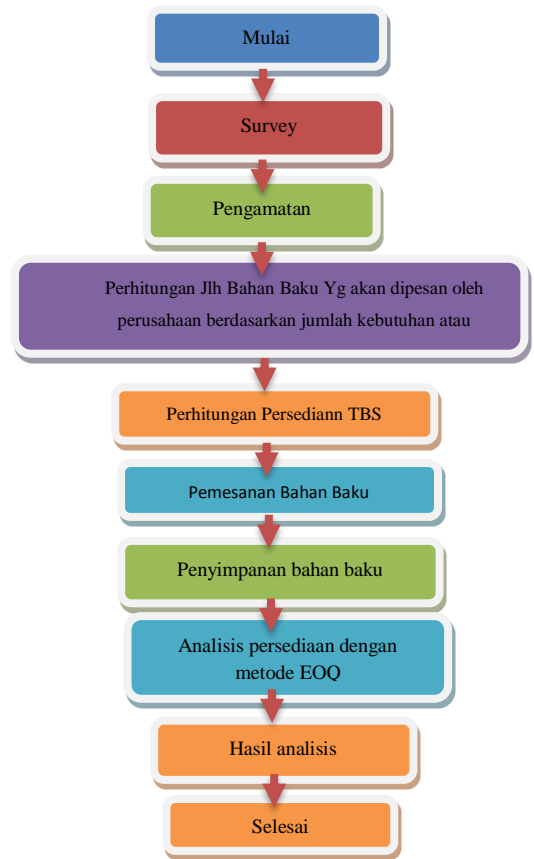 Mulai
Survey
Pengamatan
Perhitungan Jlh Bahan Baku Yg akan dipesan oleh
perusahaan berdasarkan jumlah kebutuhan atau
Perhitungan Persediann TBS
Pemesanan Bahan Baku
Penyimpanan bahan baku
Analisis persediaan dengan
metode EOQ
Hasil analisis
Selesai